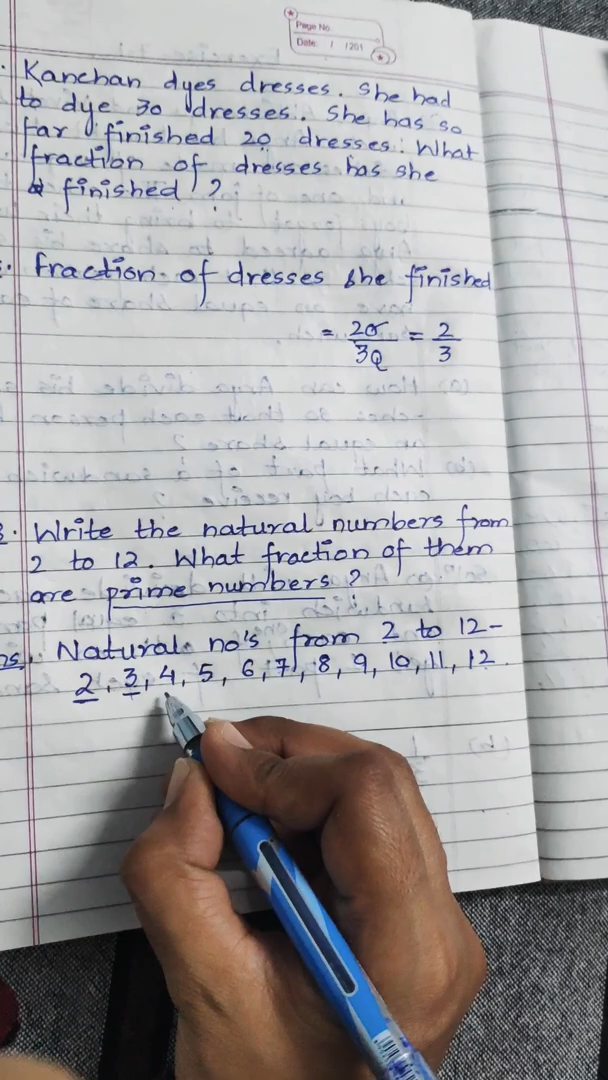 Page No.
Date: / /201
Kanchan dyes dresses. She had
to dye 30 dresses. She has so
far finished 20 dresses. What
fraction of dresses has she
finished ?
fraction of dresses she finished
= 20/30 = 2/3
3. Write the natural numbers from
2 to 12. What fraction of them
are prime numbers ?
ns. Natural no's from 2 to 12-
2, 3, 4, 5, 6, 7, 8, 9, 10, 11, 12.